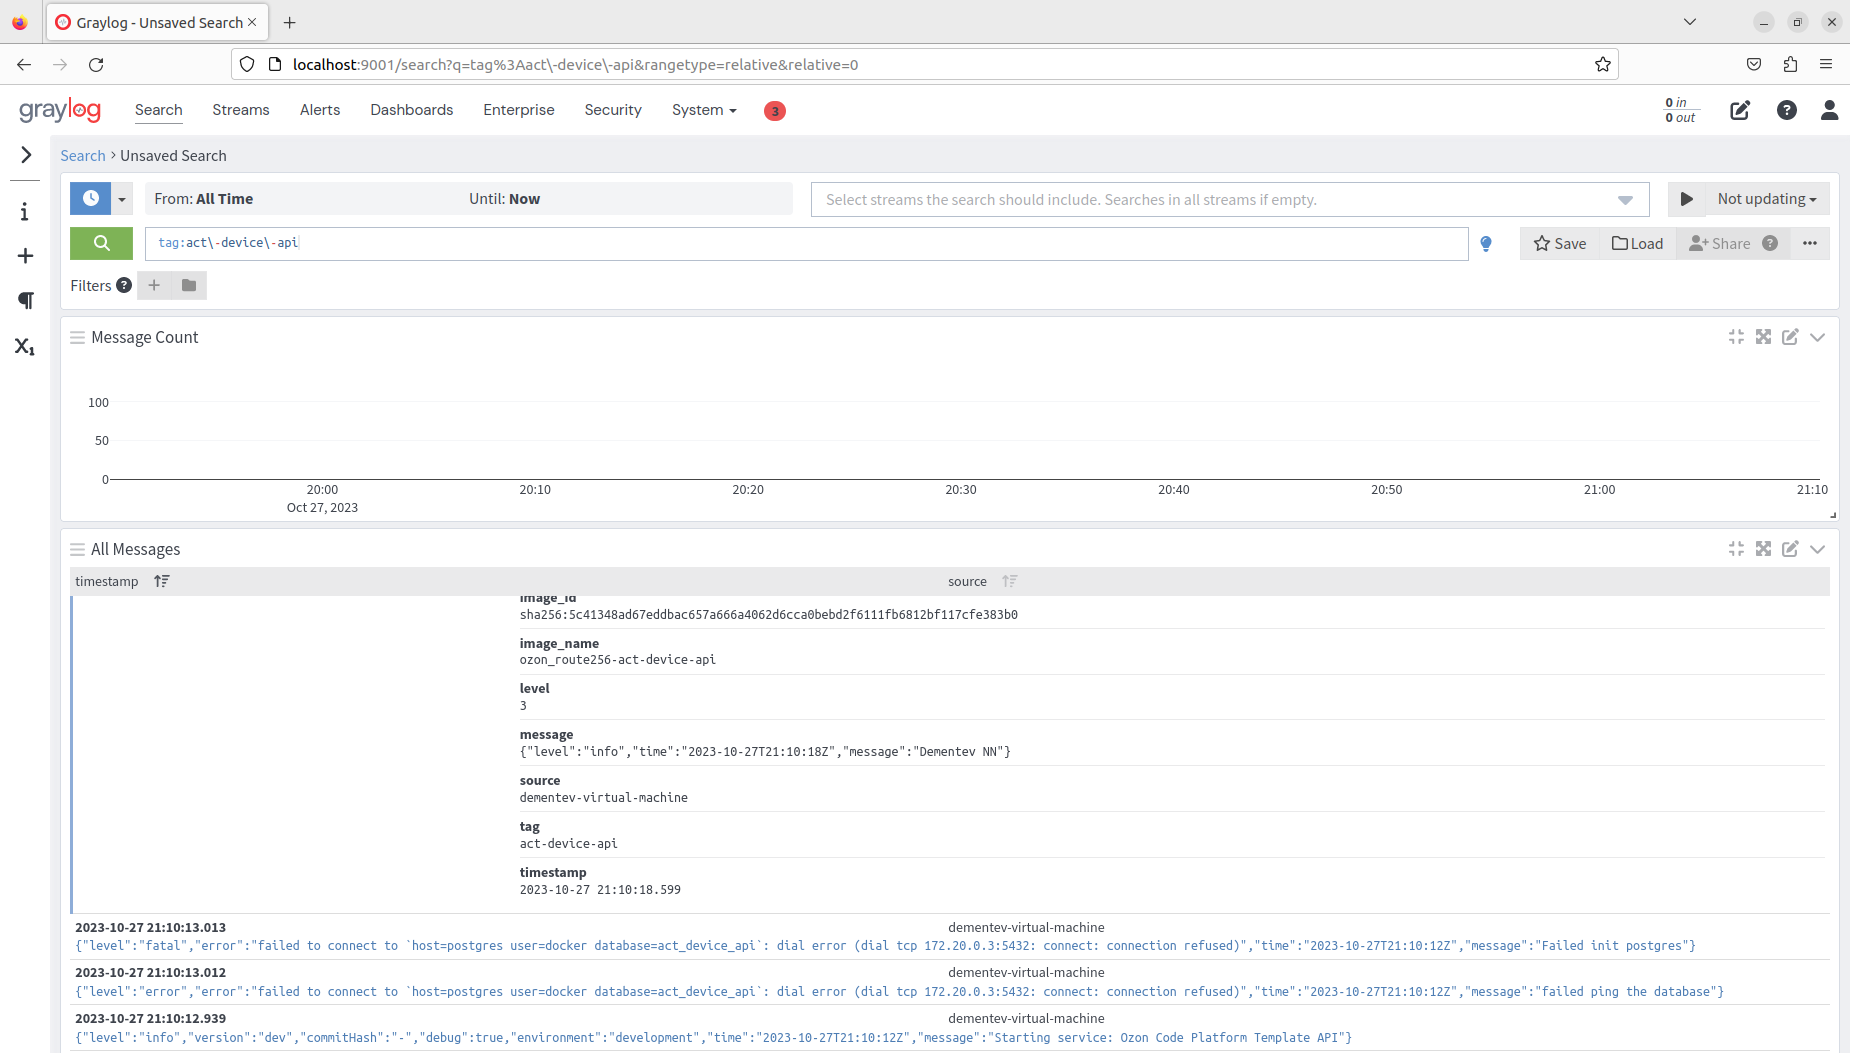 Graylog - Unsaved Search
localhost:9001/search?q=tag%3Aact\-device\-api&rangetype=relative&relative=0
graylog Search Streams Alerts Dashboards Enterprise Security System 3
0 in
0 out
Search › Unsaved Search
From: All Time Until: Now Select streams the search should include. Searches in all streams if empty. Not updating
tag:act\-device\-api Save Load Share ? •••
Filters ? +
Message Count
100
50
0
20:00 20:10 20:20 20:30 20:40 20:50 21:00 21:10
Oct 27, 2023
All Messages
timestamp source
image_id
sha256:5c41348ad67eddbac657a666a4062d6cca0bebd2f6111fb6812bf117cfe383b0
image_name
ozon_route256-act-device-api
level
3
message
{"level":"info","time":"2023-10-27T21:10:18Z","message":"Dementev NN"}
source
dementev-virtual-machine
tag
act-device-api
timestamp
2023-10-27 21:10:18.599
2023-10-27 21:10:13.013 dementev-virtual-machine
{"level":"fatal","error":"failed to connect to `host=postgres user=docker database=act_device_api`: dial error (dial tcp 172.20.0.3:5432: connect: connection refused)","time":"2023-10-27T21:10:12Z","message":"Failed init postgres"}
2023-10-27 21:10:13.012 dementev-virtual-machine
{"level":"error","error":"failed to connect to `host=postgres user=docker database=act_device_api`: dial error (dial tcp 172.20.0.3:5432: connect: connection refused)","time":"2023-10-27T21:10:12Z","message":"failed ping the database"}
2023-10-27 21:10:12.939 dementev-virtual-machine
{"level":"info","version":"dev","commitHash":"-","debug":true,"environment":"development","time":"2023-10-27T21:10:12Z","message":"Starting service: Ozon Code Platform Template API"}